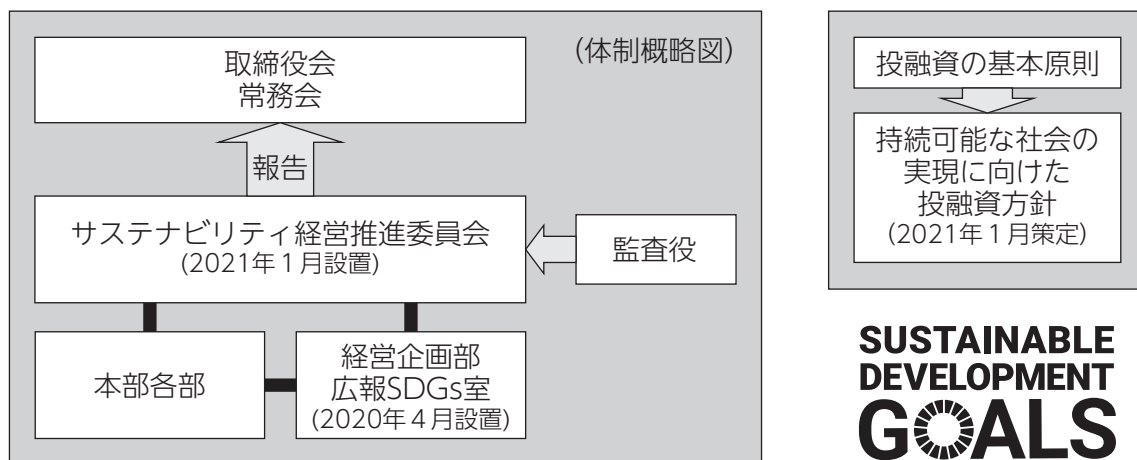 (体制概略図)
取締役会
常務会
報告
サステナビリティ経営推進委員会
(2021年1月設置)
監査役
本部各部
経営企画部
広報SDGs室
(2020年4月設置)
投融資の基本原則
持続可能な社会の
実現に向けた
投融資方針
(2021年1月策定)
SUSTAINABLE
DEVELOPMENT
GOALS